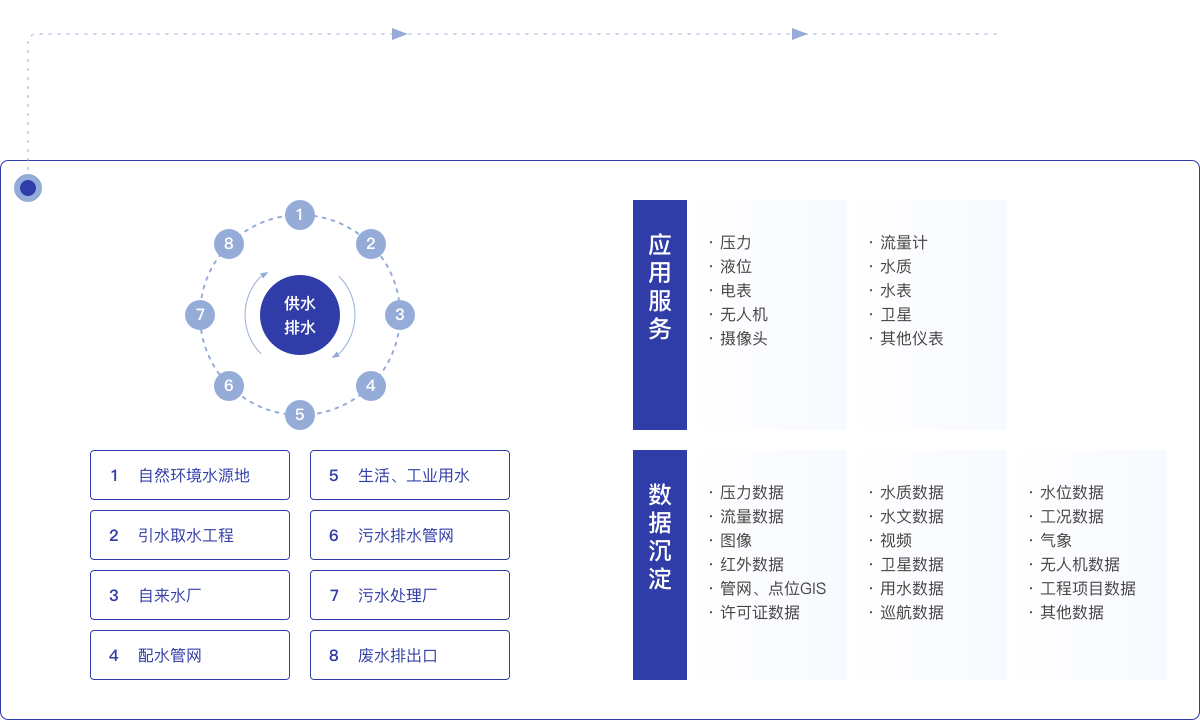 1
2
3
4
5
6
7
8
供水
排水
1 自然环境水源地
2 引水取水工程
3 自来水厂
4 配水管网
5 生活、工业用水
6 污水排水管网
7 污水处理厂
8 废水排出口
应用服务
· 压力
· 液位
· 电表
· 无人机
· 摄像头
· 流量计
· 水质
· 水表
· 卫星
· 其他仪表
数据沉淀
· 压力数据
· 流量数据
· 图像
· 红外数据
· 管网、点位GIS
· 许可证数据
· 水质数据
· 水文数据
· 视频
· 卫星数据
· 用水数据
· 巡航数据
· 水位数据
· 工况数据
· 气象
· 无人机数据
· 工程项目数据
· 其他数据